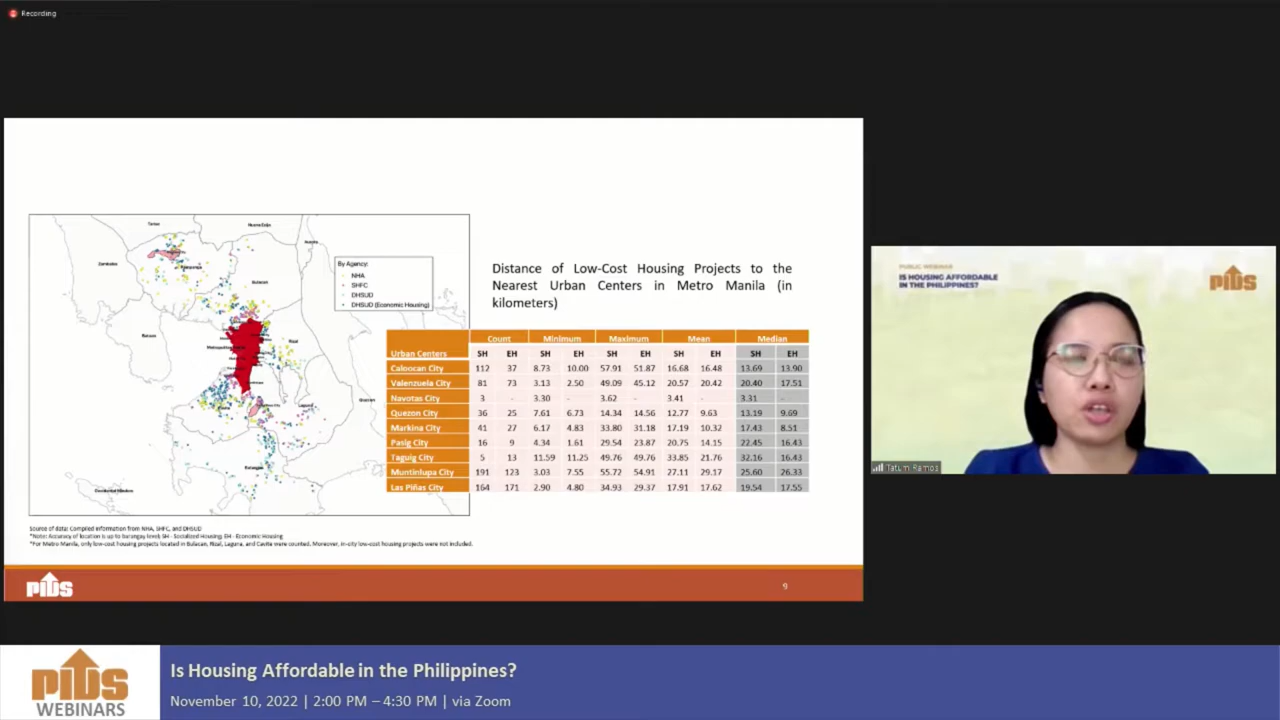 Recording
Tarlac
Nueva Ecija
Zambales
Pampanga
Bulacan
Bataan
Rizal
Cavite
Laguna
Quezon
Batangas
Occidental Mindoro
By Agency:
NHA
SHFC
DHSUD
DHSUD (Economic Housing)
Distance of Low-Cost Housing Projects to the
Nearest Urban Centers in Metro Manila (in
kilometers)
Count Minimum Maximum Mean Median
Urban Centers SH EH SH EH SH EH SH EH SH EH
Caloocan City 112 37 8.73 10.00 57.91 51.87 16.68 16.48 13.69 13.90
Valenzuela City 81 73 3.13 2.50 49.09 45.12 20.57 20.42 20.40 17.51
Navotas City 3 - 3.30 - 3.62 - 3.41 - 3.31 -
Quezon City 36 25 7.61 6.73 14.34 14.56 12.77 9.63 13.19 9.69
Markina City 41 27 6.17 4.83 33.80 31.18 17.19 10.32 17.43 8.51
Pasig City 16 9 4.34 1.61 29.54 23.87 20.75 14.15 22.45 16.43
Taguig City 5 13 11.59 11.25 49.76 49.76 33.85 21.76 32.16 16.43
Muntinlupa City 191 123 3.03 7.55 55.72 54.91 27.11 29.17 25.60 26.33
Las Piñas City 164 171 2.90 4.80 34.93 29.37 17.91 17.62 19.54 17.55
Source of data: Compiled information from NHA, SHFC, and DHSUD
*Note: Accuracy of location is up to barangay level; SH - Socialized Housing; EH - Economic Housing
*For Metro Manila, only low-cost housing projects located in Bulacan, Rizal, Laguna, and Cavite were counted. Moreover, in-city low-cost housing projects were not included.
PIDS
9
PUBLIC WEBINAR
IS HOUSING AFFORDABLE
IN THE PHILIPPINES?
PIDS
Tatum Ramos
PIDS
WEBINARS
Is Housing Affordable in the Philippines?
November 10, 2022 | 2:00 PM – 4:30 PM | via Zoom